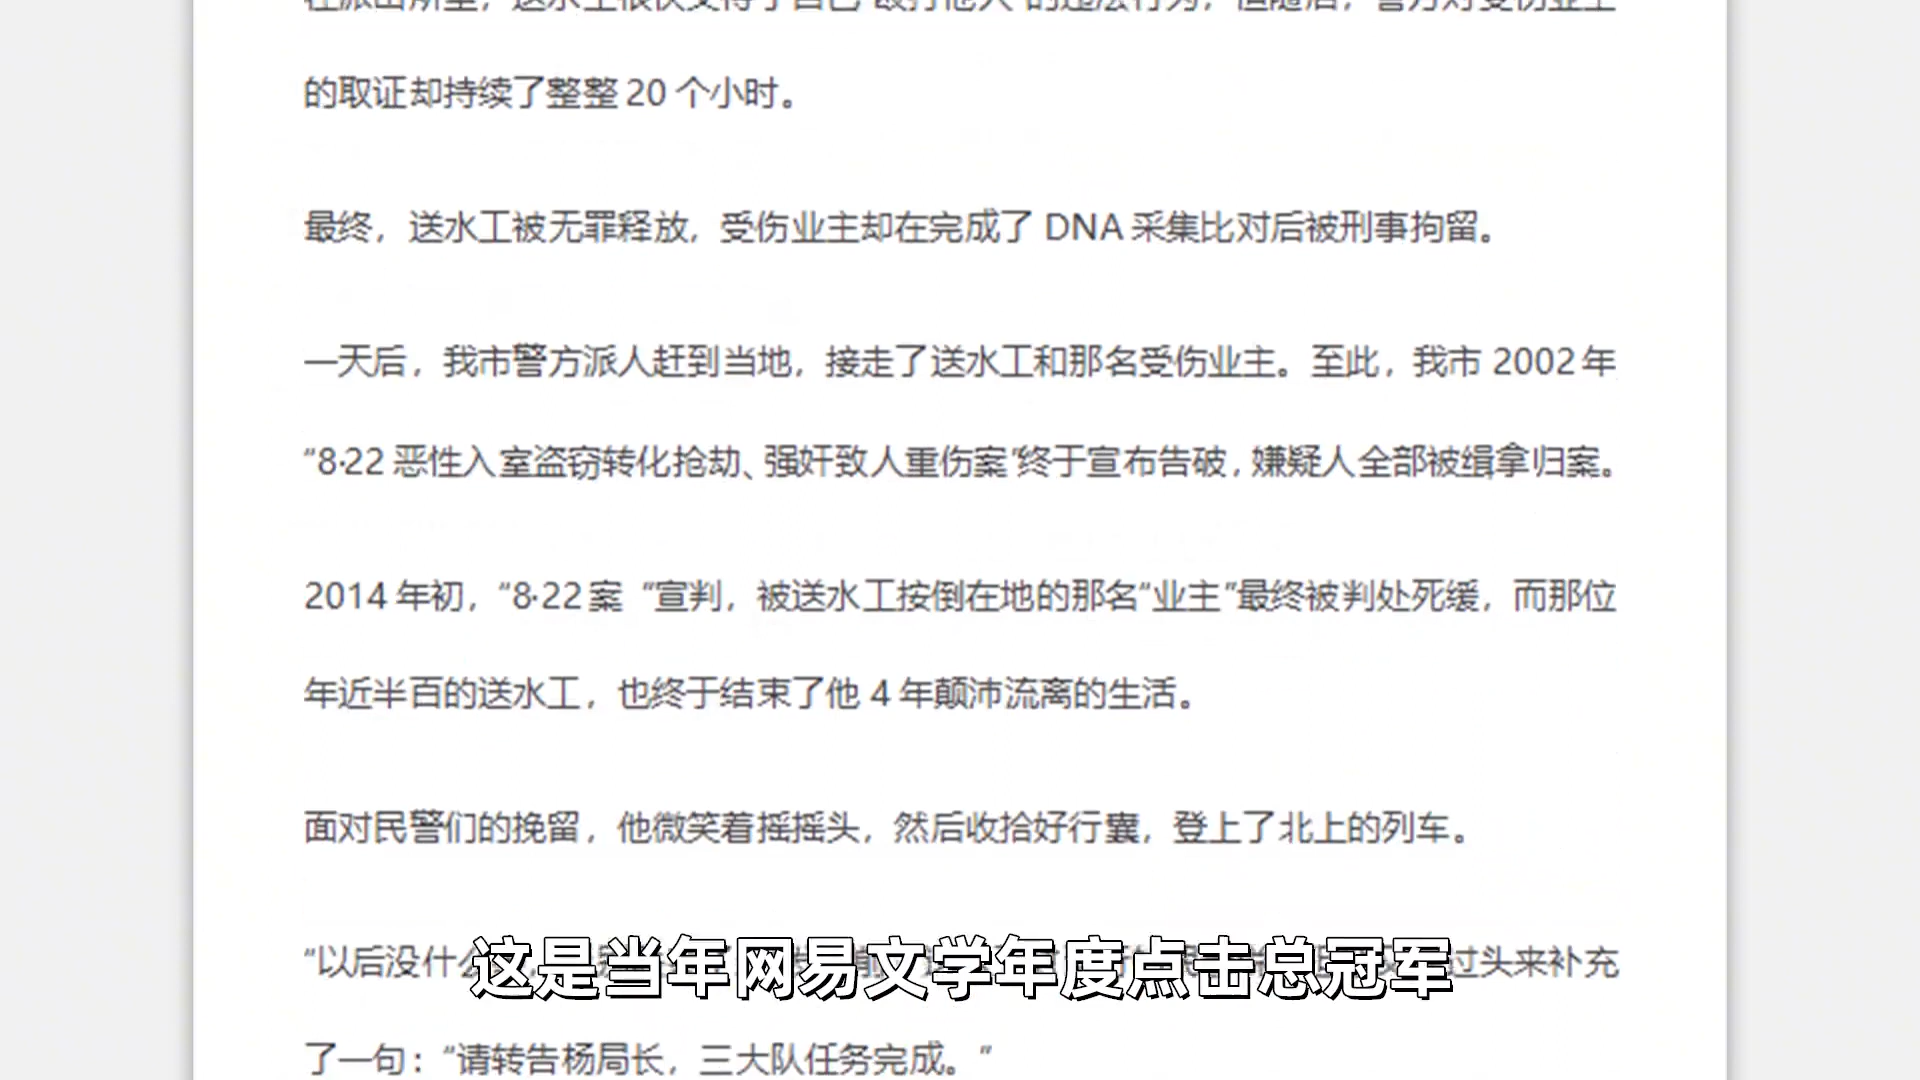 的取证却持续了整整 20 个小时。
最终，送水工被无罪释放，受伤业主却在完成了 DNA 采集比对后被刑事拘留。
一天后，我市警方派人赶到当地，接走了送水工和那名受伤业主。至此，我市 2002 年
“8·22 恶性入室盗窃转化抢劫、强奸致人重伤案”终于宣布告破，嫌疑人全部被缉拿归案。
2014 年初，“8·22 案 “宣判，被送水工按倒在地的那名“业主”最终被判处死缓，而那位
年近半百的送水工，也终于结束了他 4 年颠沛流离的生活。
面对民警们的挽留，他微笑着摇摇头，然后收拾好行囊，登上了北上的列车。
“以后没什 过头来补充
这是当年网易文学年度点击总冠军
了一句：“请转告杨局长，三大队任务完成。”